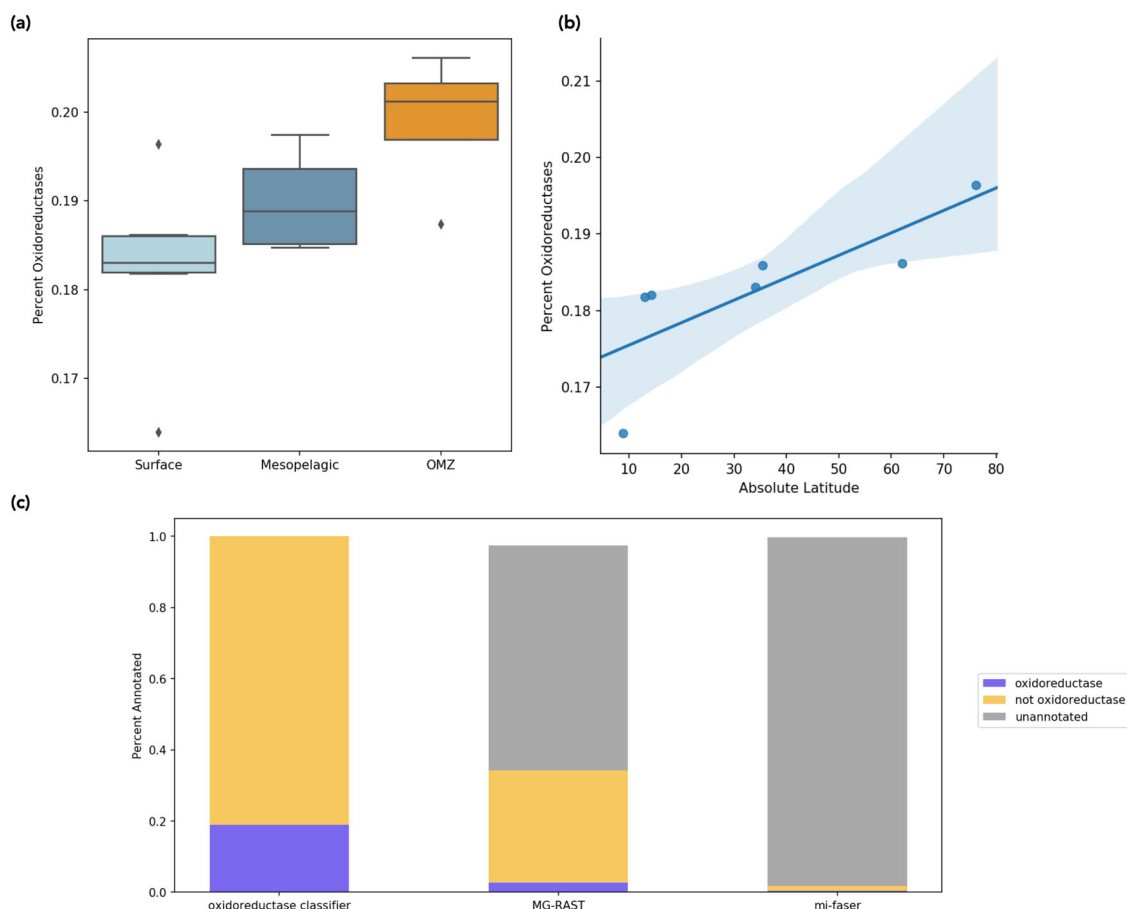 (a)
0.20
0.19
0.18
0.17
Percent Oxidoreductases
Surface Mesopelagic OMZ
(b)
0.21
0.20
0.19
0.18
0.17
Percent Oxidoreductases
10 20 30 40 50 60 70 80
Absolute Latitude
(c)
1.0
0.8
0.6
0.4
0.2
0.0
Percent Annotated
oxidoreductase classifier MG-RAST mi-faser
oxidoreductase
not oxidoreductase
unannotated